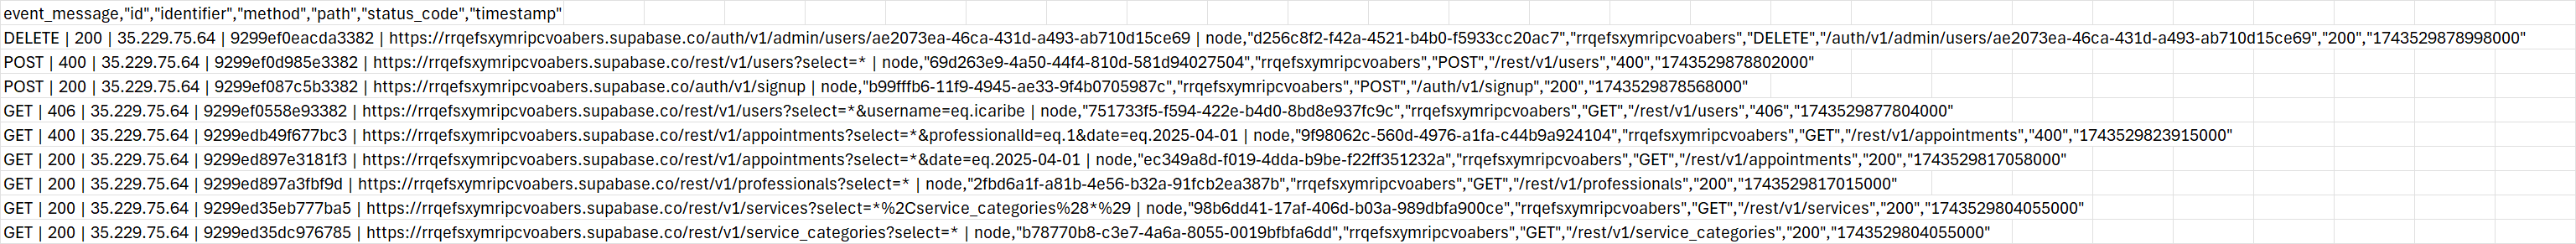 event_message,"id","identifier","method","path","status_code","timestamp"
DELETE | 200 | 35.229.75.64 | 9299ef0eacda3382 | https://rrqefsxymripcvoabers.supabase.co/auth/v1/admin/users/ae2073ea-46ca-431d-a493-ab710d15ce69 | node,"d256c8f2-f42a-4521-b4b0-f5933cc20ac7","rrqefsxymripcvoabers","DELETE","/auth/v1/admin/users/ae2073ea-46ca-431d-a493-ab710d15ce69","200","1743529878998000"
POST | 400 | 35.229.75.64 | 9299ef0d985e3382 | https://rrqefsxymripcvoabers.supabase.co/rest/v1/users?select=* | node,"69d263e9-4a50-44f4-810d-581d94027504","rrqefsxymripcvoabers","POST","/rest/v1/users","400","1743529878802000"
POST | 200 | 35.229.75.64 | 9299ef087c5b3382 | https://rrqefsxymripcvoabers.supabase.co/auth/v1/signup | node,"b99fffb6-11f9-4945-ae33-9f4b0705987c","rrqefsxymripcvoabers","POST","/auth/v1/signup","200","1743529878568000"
GET | 406 | 35.229.75.64 | 9299ef0558e93382 | https://rrqefsxymripcvoabers.supabase.co/rest/v1/users?select=*&username=eq.icaribe | node,"751733f5-f594-422e-b4d0-8bd8e937fc9c","rrqefsxymripcvoabers","GET","/rest/v1/users","406","1743529877804000"
GET | 400 | 35.229.75.64 | 9299edb49f677bc3 | https://rrqefsxymripcvoabers.supabase.co/rest/v1/appointments?select=*&professionalId=eq.1&date=eq.2025-04-01 | node,"9f98062c-560d-4976-a1fa-c44b9a924104","rrqefsxymripcvoabers","GET","/rest/v1/appointments","400","1743529823915000"
GET | 200 | 35.229.75.64 | 9299ed897e3181f3 | https://rrqefsxymripcvoabers.supabase.co/rest/v1/appointments?select=*&date=eq.2025-04-01 | node,"ec349a8d-f019-4dda-b9be-f22ff351232a","rrqefsxymripcvoabers","GET","/rest/v1/appointments","200","1743529817058000"
GET | 200 | 35.229.75.64 | 9299ed897a3fbf9d | https://rrqefsxymripcvoabers.supabase.co/rest/v1/professionals?select=* | node,"2fbd6a1f-a81b-4e56-b32a-91fcb2ea387b","rrqefsxymripcvoabers","GET","/rest/v1/professionals","200","1743529817015000"
GET | 200 | 35.229.75.64 | 9299ed35eb777ba5 | https://rrqefsxymripcvoabers.supabase.co/rest/v1/services?select=*%2Cservice_categories%28*%29 | node,"98b6dd41-17af-406d-b03a-989dbfa900ce","rrqefsxymripcvoabers","GET","/rest/v1/services","200","1743529804055000"
GET | 200 | 35.229.75.64 | 9299ed35dc976785 | https://rrqefsxymripcvoabers.supabase.co/rest/v1/service_categories?select=* | node,"b78770b8-c3e7-4a6a-8055-0019bfbfa6dd","rrqefsxymripcvoabers","GET","/rest/v1/service_categories","200","1743529804055000"